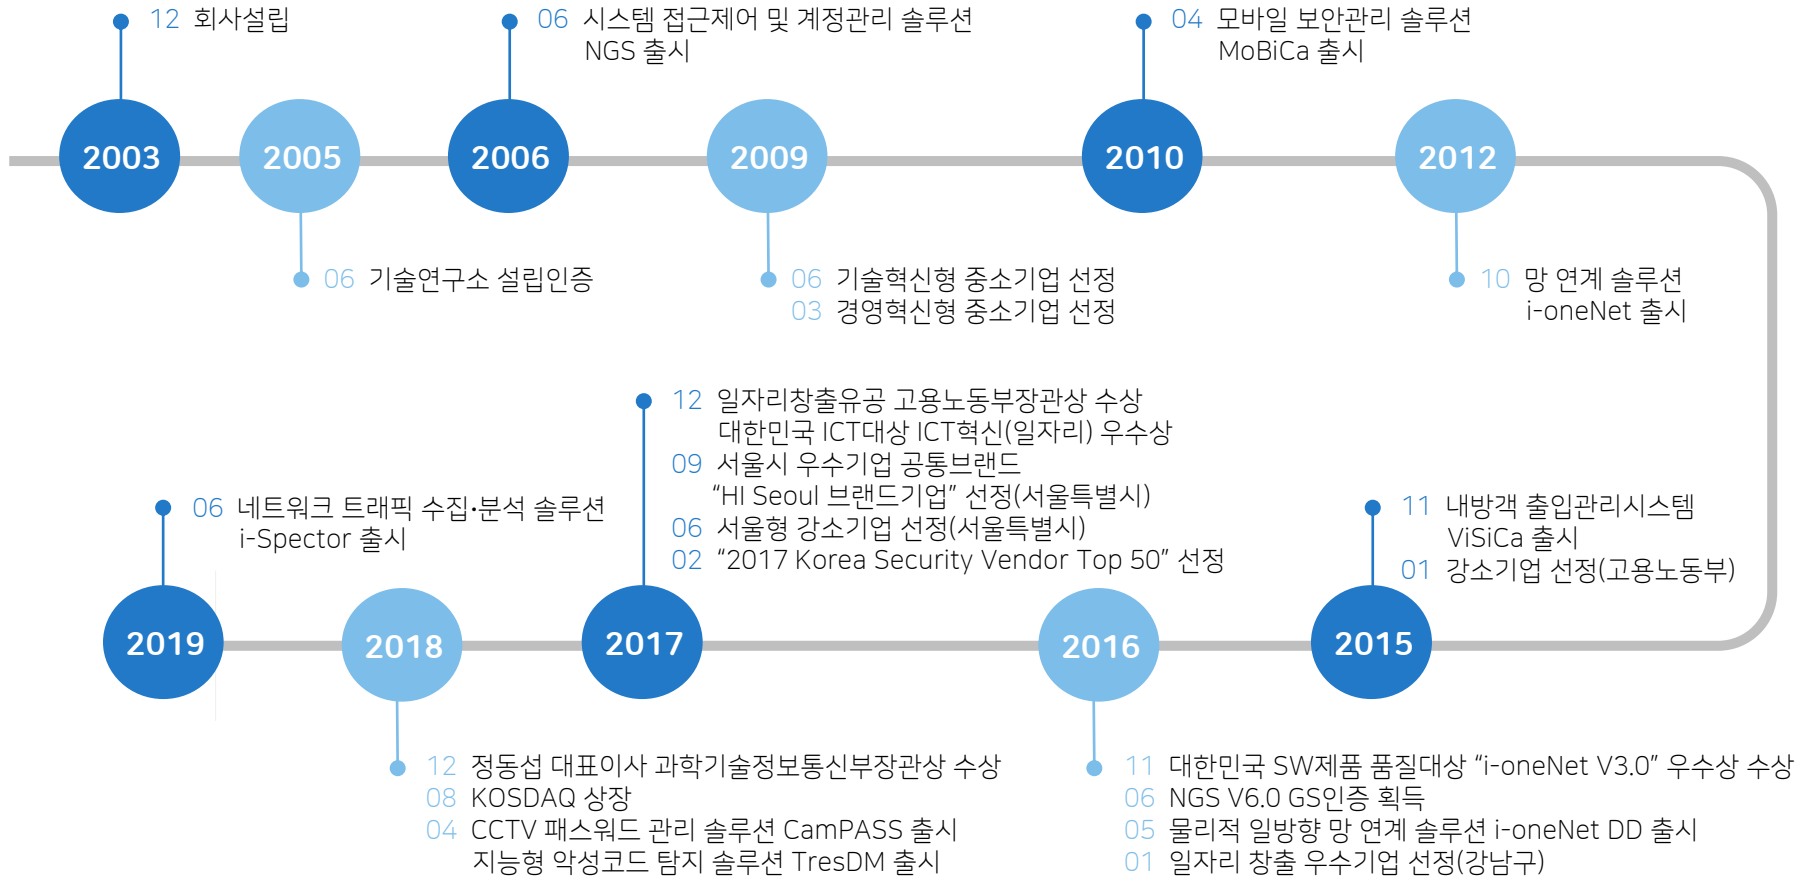 12 회사설립
06 시스템 접근제어 및 계정관리 솔루션
NGS 출시
04 모바일 보안관리 솔루션
MoBiCa 출시
2003
2005
2006
2009
2010
2012
06 기술연구소 설립인증
06 기술혁신형 중소기업 선정
03 경영혁신형 중소기업 선정
10 망 연계 솔루션
i-oneNet 출시
11 내방객 출입관리시스템
ViSiCa 출시
01 강소기업 선정(고용노동부)
12 일자리창출유공 고용노동부장관상 수상
대한민국 ICT대상 ICT혁신(일자리) 우수상
09 서울시 우수기업 공통브랜드
“HI Seoul 브랜드기업” 선정(서울특별시)
06 서울형 강소기업 선정(서울특별시)
02 “2017 Korea Security Vendor Top 50” 선정
06 네트워크 트래픽 수집·분석 솔루션
i-Spector 출시
2019
2018
2017
2016
2015
12 정동섭 대표이사 과학기술정보통신부장관상 수상
08 KOSDAQ 상장
04 CCTV 패스워드 관리 솔루션 CamPASS 출시
지능형 악성코드 탐지 솔루션 TresDM 출시
11 대한민국 SW제품 품질대상 “i-oneNet V3.0” 우수상 수상
06 NGS V6.0 GS인증 획득
05 물리적 일방향 망 연계 솔루션 i-oneNet DD 출시
01 일자리 창출 우수기업 선정(강남구)